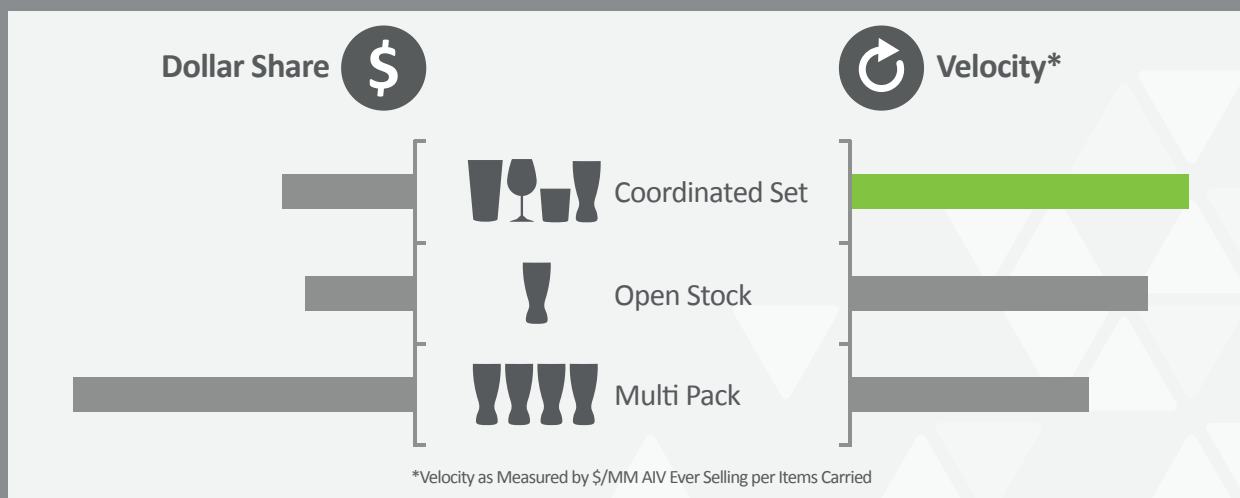 Dollar Share $
Velocity*
Coordinated Set
Open Stock
Multi Pack
*Velocity as Measured by $/MM AIV Ever Selling per Items Carried